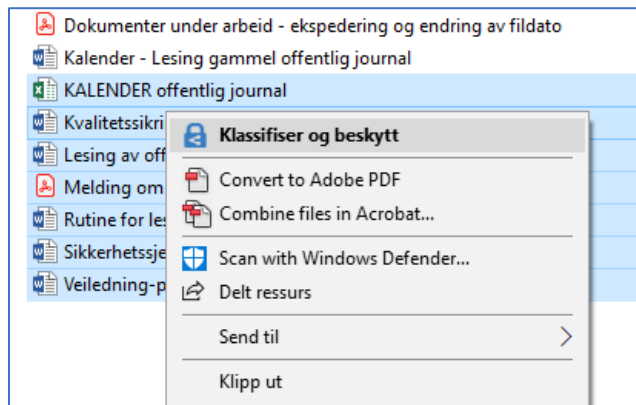 Dokumenter under arbeid - ekspedering og endring av fildato
Kalender - Lesing gammel offentlig journal
KALENDER offentlig journal
Kvalitetssikri
Lesing av off
Melding om
Rutine for les
Sikkerhetssje
Veiledning-p
Klassifiser og beskytt
Convert to Adobe PDF
Combine files in Acrobat...
Scan with Windows Defender...
Delt ressurs
Send til
Klipp ut